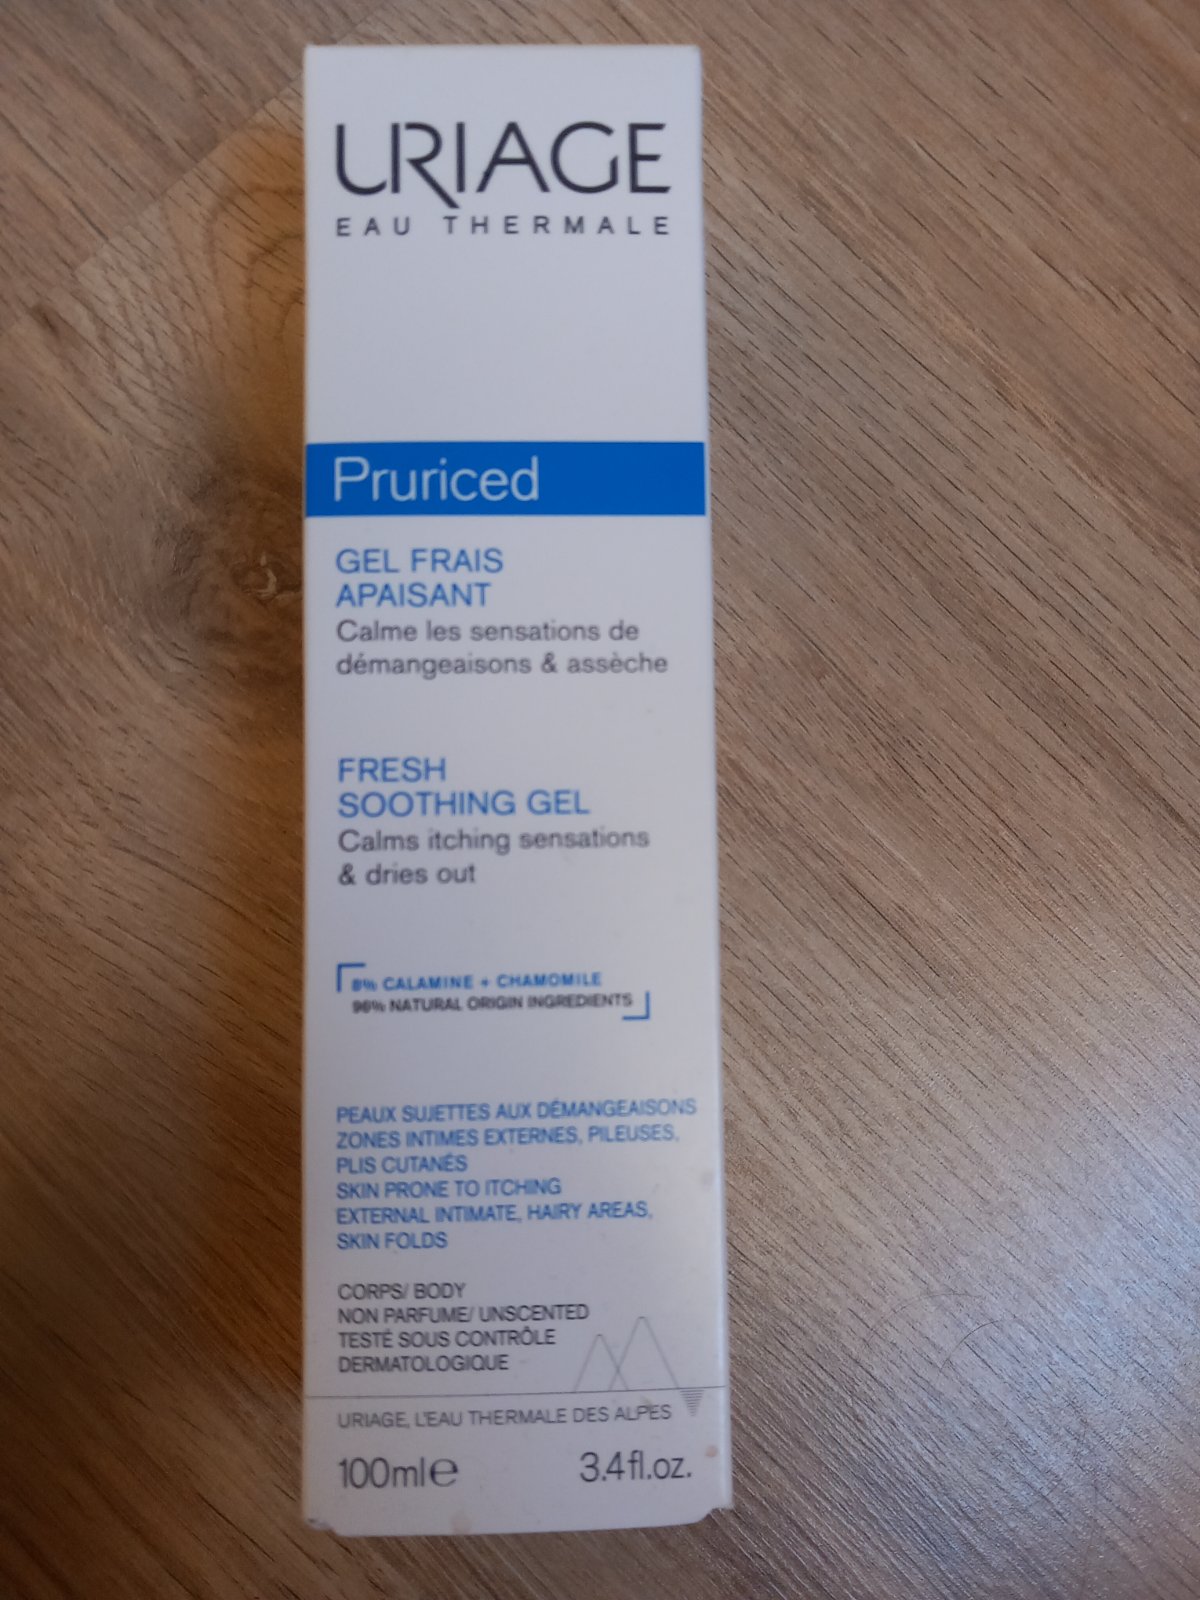 URIAGE
EAU THERMALE
Pruriced
GEL FRAIS
APAISANT
Calme les sensations de
démangeaisons & assèche
FRESH
SOOTHING GEL
Calms itching sensations
& dries out
8% CALAMINE + CHAMOMILE
96% NATURAL ORIGIN INGREDIENTS
PEAUX SUJETTES AUX DÉMANGEAISONS
ZONES INTIMES EXTERNES, PILEUSES,
PLIS CUTANÉS
SKIN PRONE TO ITCHING
EXTERNAL INTIMATE, HAIRY AREAS,
SKIN FOLDS
CORPS/ BODY
NON PARFUMÉ/ UNSCENTED
TESTÉ SOUS CONTRÔLE
DERMATOLOGIQUE
URIAGE, L'EAU THERMALE DES ALPES
100ml℮ 3.4fl.oz.